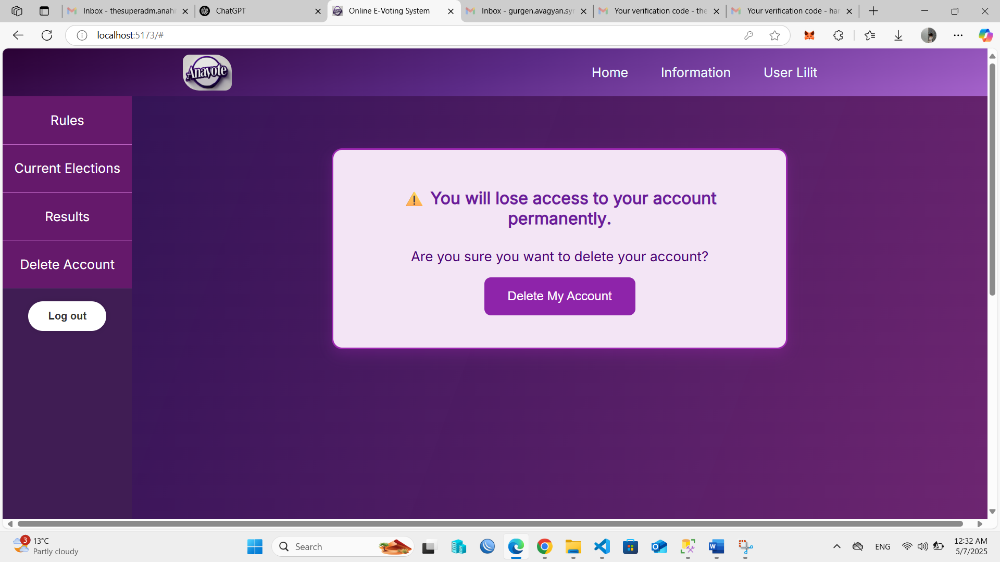 Inbox - thesuperadm.anahi
ChatGPT
Online E-Voting System
Inbox - gurgen.avagyan.syn
Your verification code - the
Your verification code - har
localhost:5173/#
Anavote
Home
Information
User Lilit
Rules
Current Elections
Results
Delete Account
Log out
⚠️ You will lose access to your account
permanently.
Are you sure you want to delete your account?
Delete My Account
3
13°C
Partly cloudy
Search
ENG
12:32 AM
5/7/2025